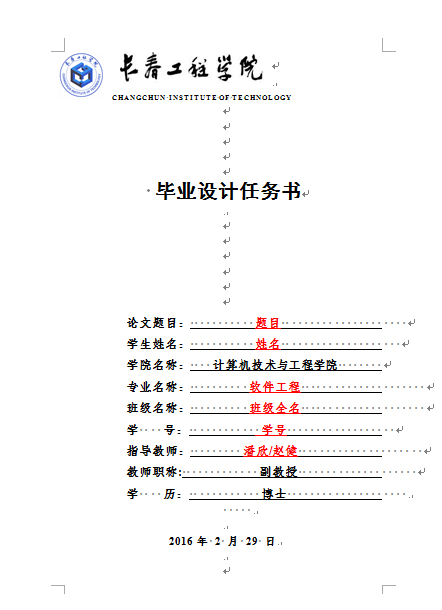 长春工程学院
CHANGCHUN INSTITUTE OF TECHNOLOGY
毕业设计任务书
论文题目：题目
学生姓名：姓名
学院名称：计算机技术与工程学院
专业名称：软件工程
班级名称：班级全名
学 号：学号
指导教师：潘欣/赵健
教师职称:副教授
学 历：博士
2016 年 2 月 29 日